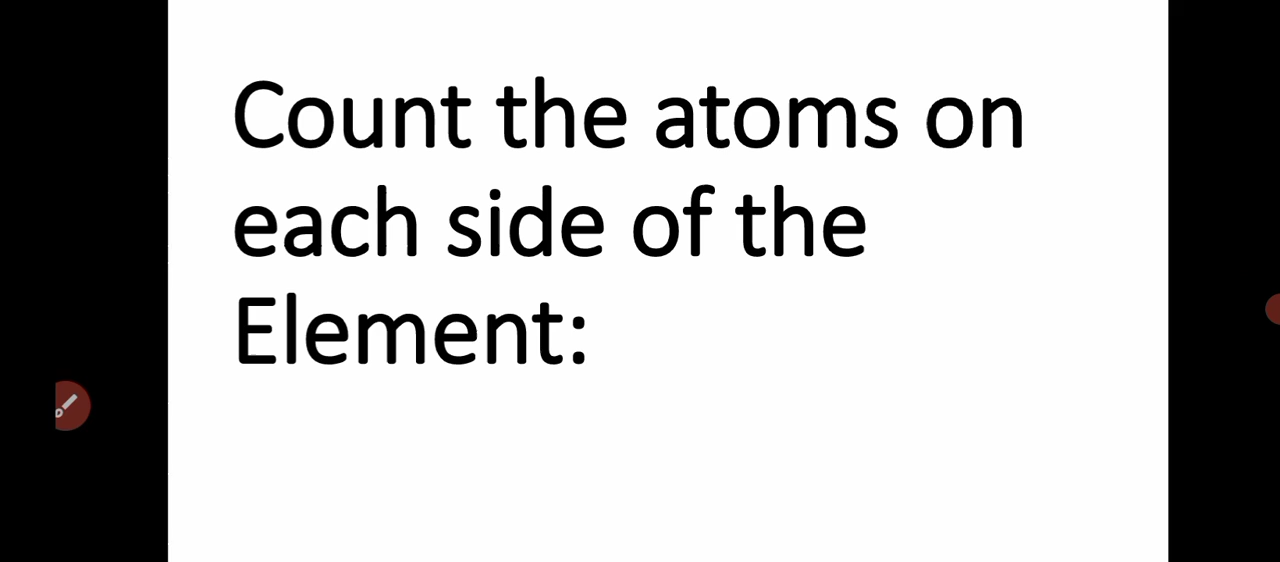 Count the atoms on
each side of the
Element: